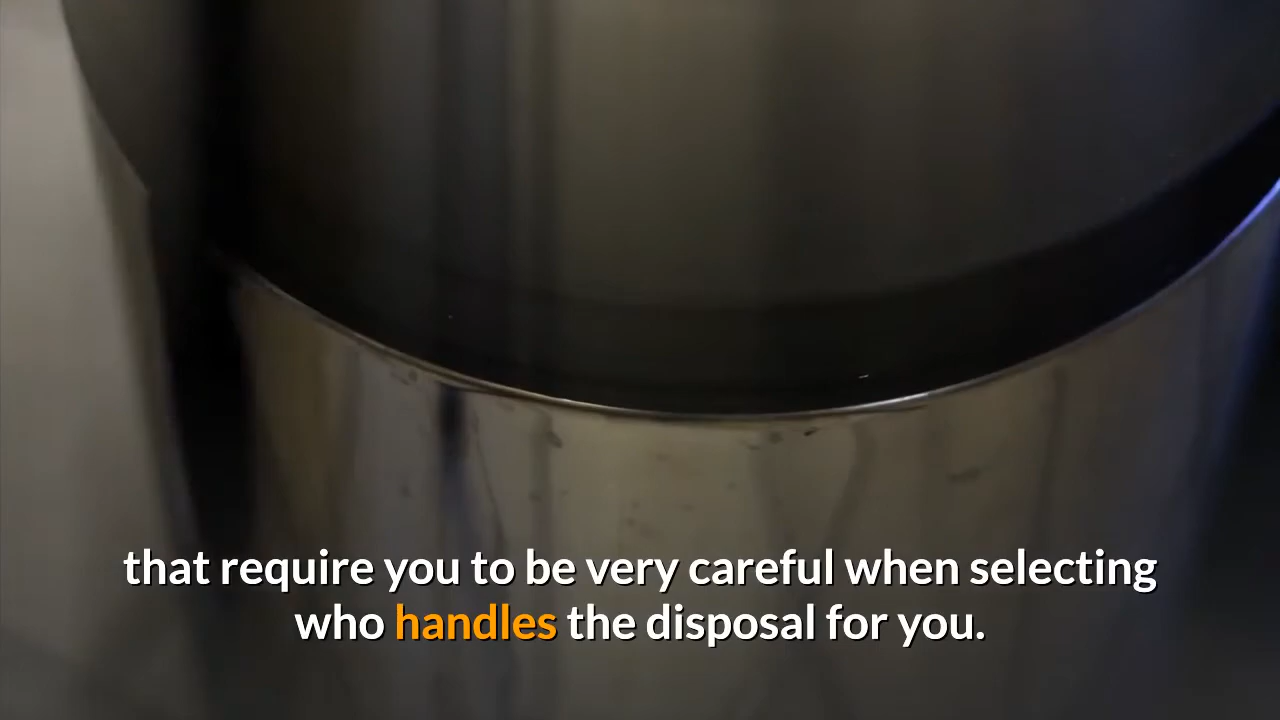 that require you to be very careful when selecting
who handles the disposal for you.